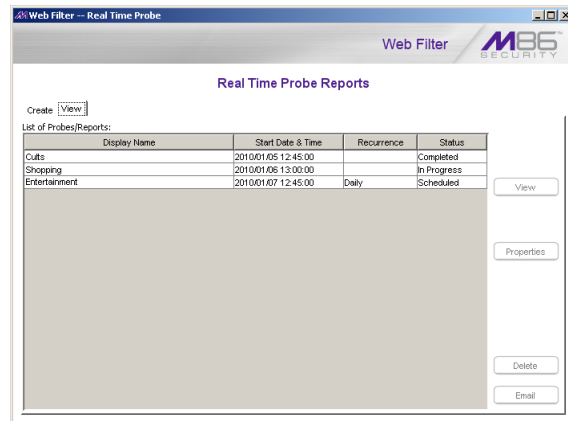 Web Filter -- Real Time Probe
Web Filter
M86
SECURITY
Real Time Probe Reports
Create View
List of Probes/Reports:
Display Name Start Date & Time Recurrence Status
Cults 2010/01/05 12:45:00 Completed
Shopping 2010/01/06 13:00:00 In Progress
Entertainment 2010/01/07 12:45:00 Daily Scheduled
View
Properties
Delete
Email